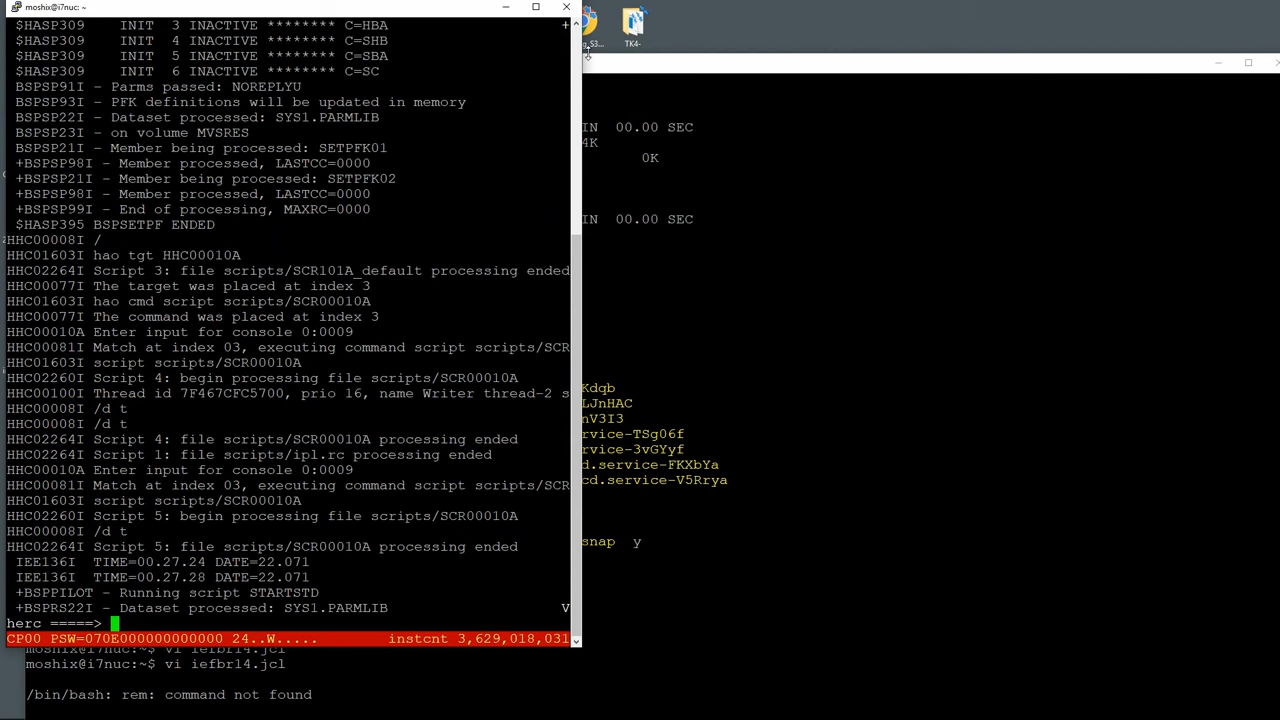 moshix@i7nuc: ~
$HASP309    INIT  3 INACTIVE ******** C=HBA
$HASP309    INIT  4 INACTIVE ******** C=SHB
$HASP309    INIT  5 INACTIVE ******** C=SBA
$HASP309    INIT  6 INACTIVE ******** C=SC
BSPSP91I - Parms passed: NOREPLYU
BSPSP93I - PFK definitions will be updated in memory
BSPSP22I - Dataset processed: SYS1.PARMLIB
BSPSP23I - on volume MVSRES
BSPSP21I - Member being processed: SETPFK01
+BSPSP98I - Member processed, LASTCC=0000
+BSPSP21I - Member being processed: SETPFK02
+BSPSP98I - Member processed, LASTCC=0000
+BSPSP99I - End of processing, MAXRC=0000
$HASP395 BSPSETPF ENDED
HHC00008I /
HHC01603I hao tgt HHC00010A
HHC02264I Script 3: file scripts/SCR101A_default processing ended
HHC00077I The target was placed at index 3
HHC01603I hao cmd script scripts/SCR00010A
HHC00077I The command was placed at index 3
HHC00010A Enter input for console 0:0009
HHC00081I Match at index 03, executing command script scripts/SCR
HHC01603I script scripts/SCR00010A
HHC02260I Script 4: begin processing file scripts/SCR00010A
HHC00100I Thread id 7F467CFC5700, prio 16, name Writer thread-2 s
HHC00008I /d t
HHC00008I /d t
HHC02264I Script 4: file scripts/SCR00010A processing ended
HHC02264I Script 1: file scripts/ipl.rc processing ended
HHC00010A Enter input for console 0:0009
HHC00081I Match at index 03, executing command script scripts/SCR
HHC01603I script scripts/SCR00010A
HHC02260I Script 5: begin processing file scripts/SCR00010A
HHC00008I /d t
HHC02264I Script 5: file scripts/SCR00010A processing ended
IEE136I  TIME=00.27.24 DATE=22.071
IEE136I  TIME=00.27.28 DATE=22.071
+BSPPILOT - Running script STARTSTD
+BSPRS22I - Dataset processed: SYS1.PARMLIB V
herc =====>
CP00 PSW=070E000000000000 24..W..... instcnt 3,629,018,031
g_S3...
TK4-
IN  00.00 SEC
4K
0K
IN  00.00 SEC
Kdqb
LJnHAC
nV3I3
rvice-TSg06f
rvice-3vGYyf
d.service-FKXbYa
cd.service-V5Rrya
snap  y
moshix@i7nuc:~$ vi iefbr14.jcl
moshix@i7nuc:~$ vi iefbr14.jcl
/bin/bash: rem: command not found